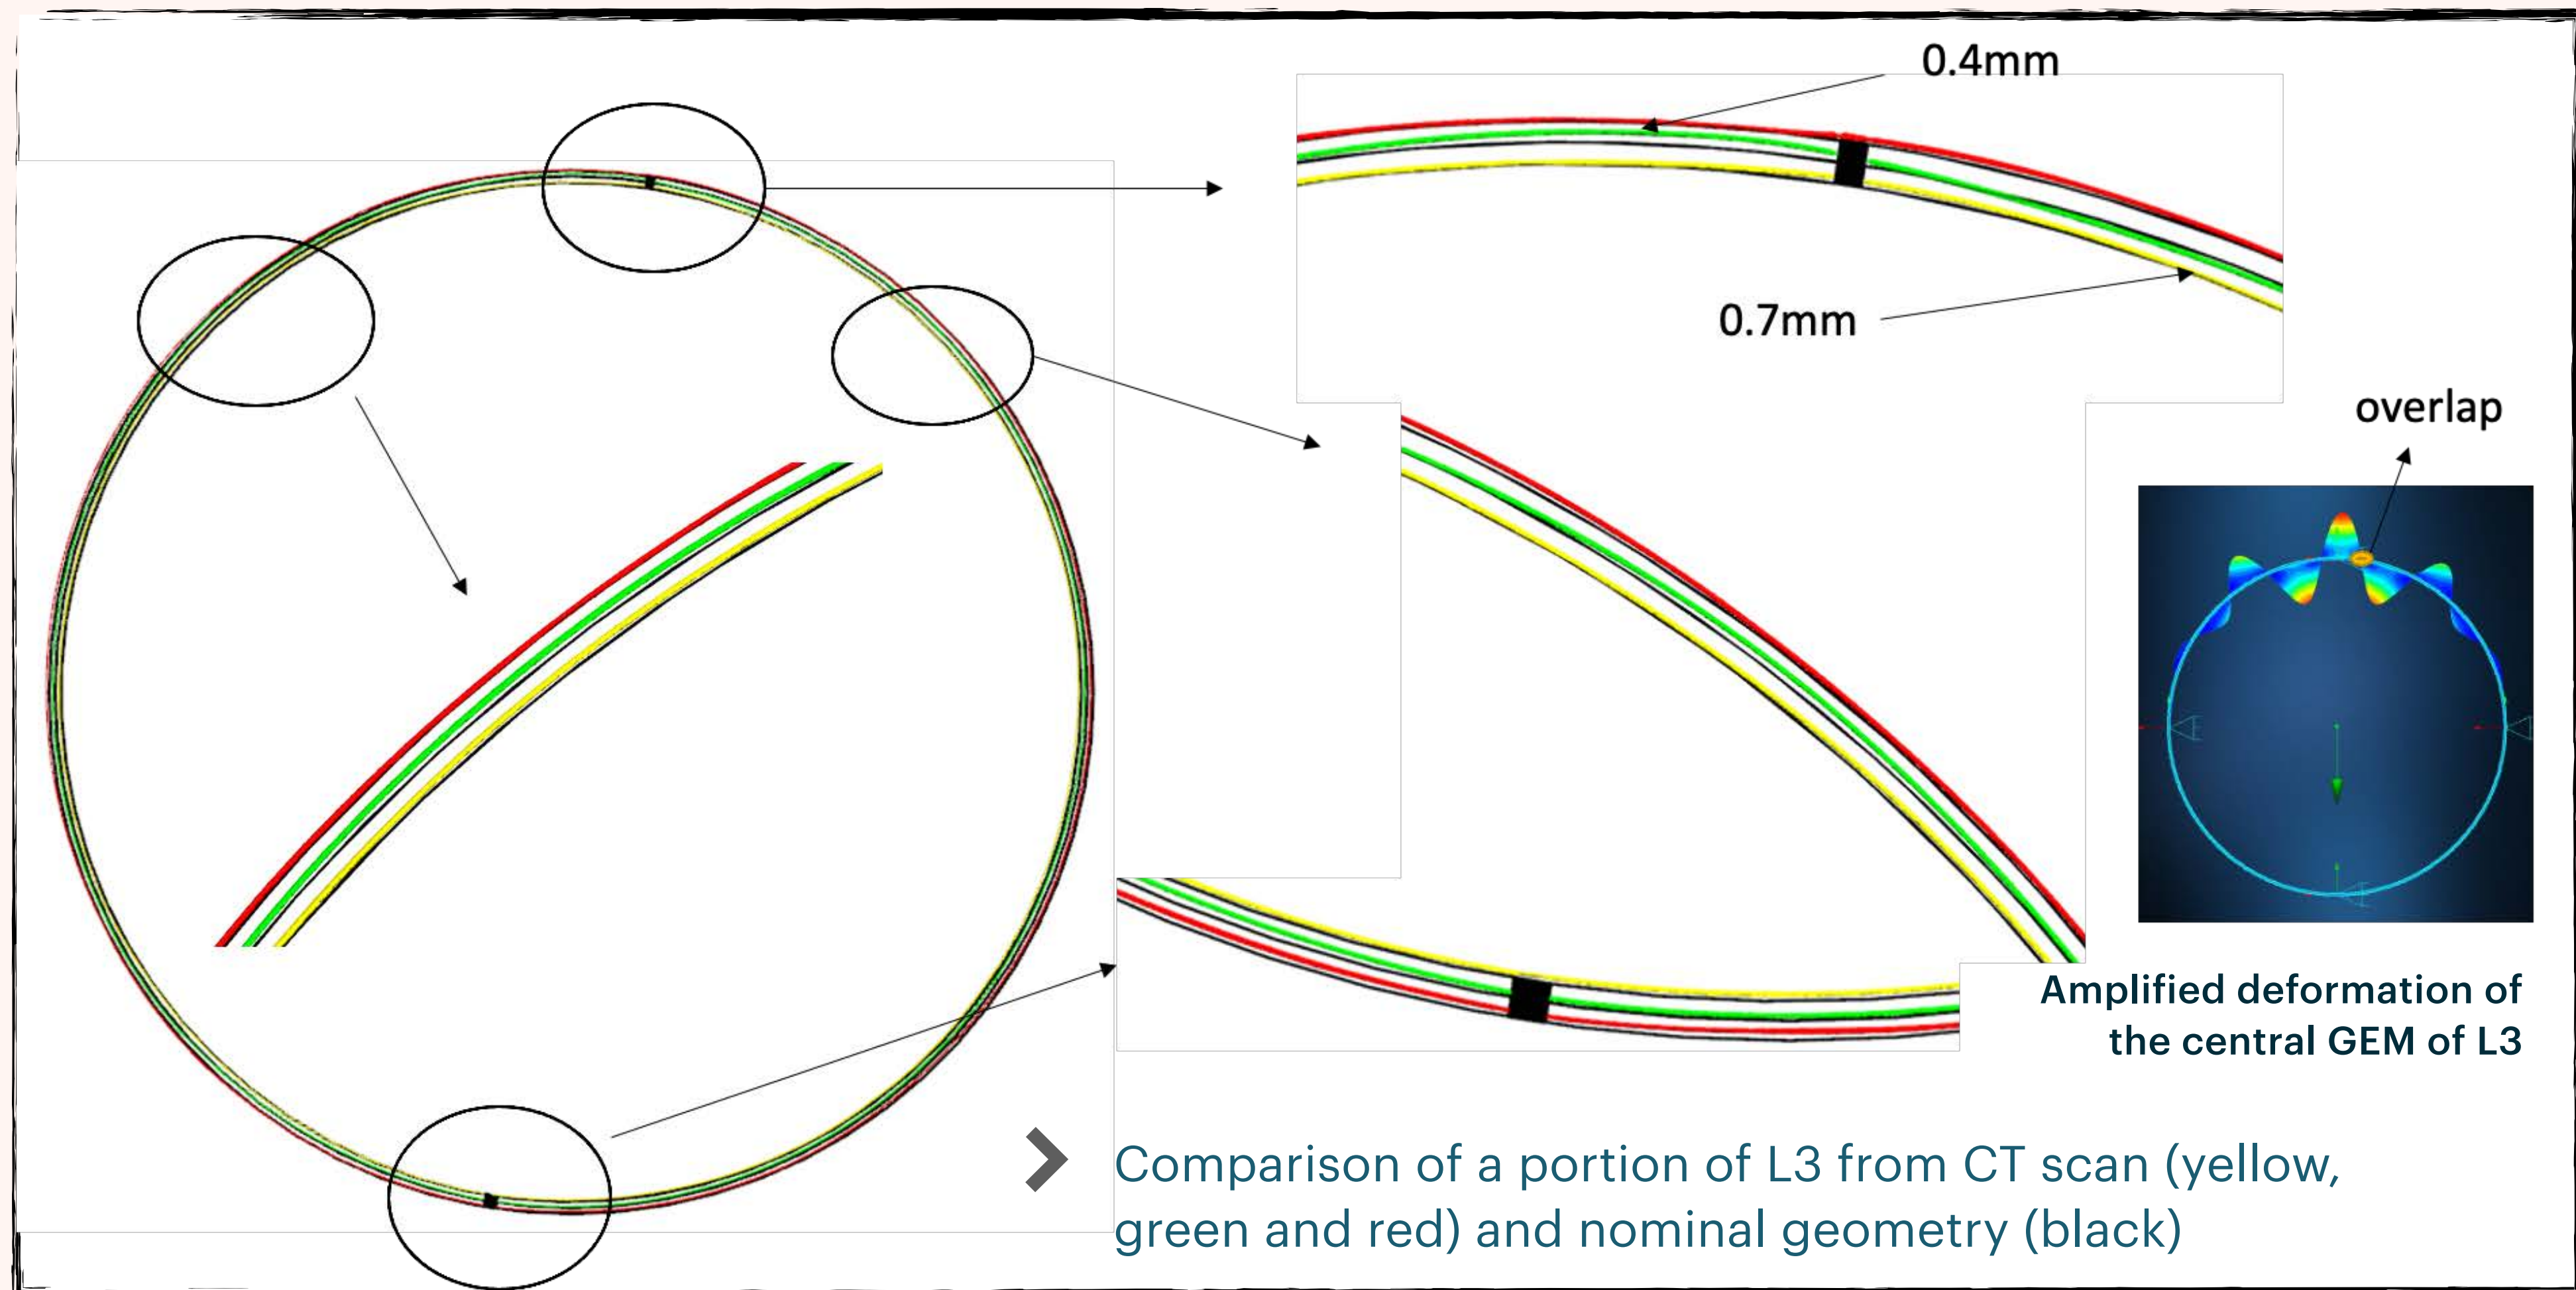 0.4mm
0.7mm
overlap
Amplified deformation of
the central GEM of L3
Comparison of a portion of L3 from CT scan (yellow,
green and red) and nominal geometry (black)